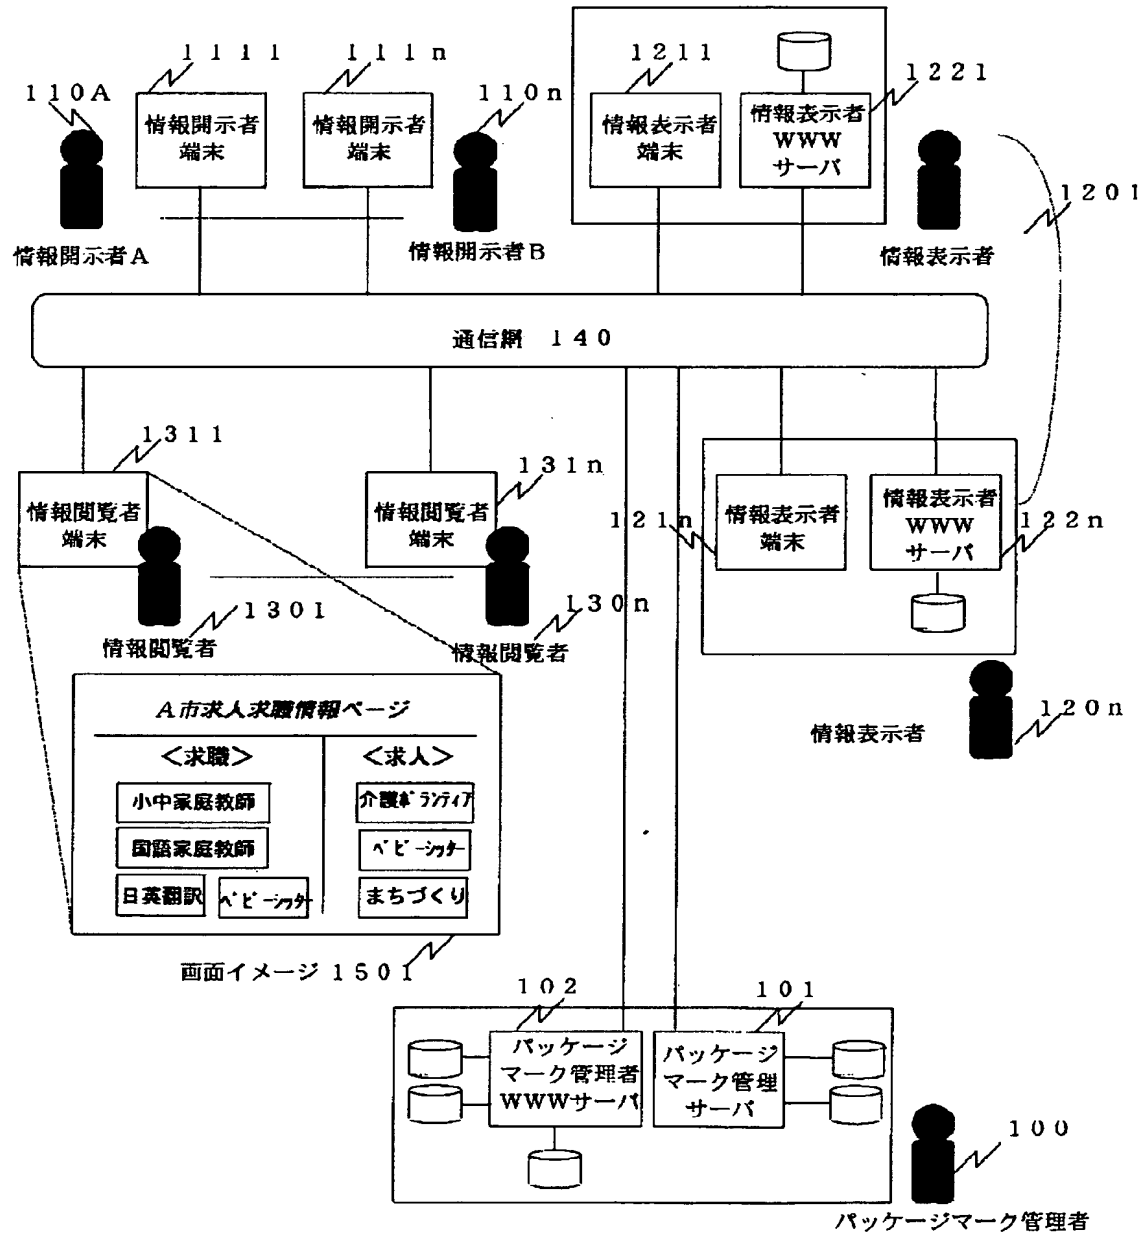 １１１１
１１１ｎ
１２１１
１２２１
１１０Ａ
１１０ｎ
情報開示者
端末
情報開示者
端末
情報表示者
端末
情報表示者
ＷＷＷ
サーバ
１２０１
情報開示者Ａ
情報開示者Ｂ
情報表示者
通信網　１４０
１３１１
１３１ｎ
情報閲覧者
端末
情報閲覧者
端末
１２１ｎ
情報表示者
端末
情報表示者
ＷＷＷ
サーバ
１２２ｎ
１３０１
１３０ｎ
情報閲覧者
情報閲覧者
１２０ｎ
情報表示者
Ａ市求人求職情報ページ
＜求職＞
＜求人＞
小中家庭教師
介護ボランティア
国語家庭教師
ベビーシッター
日英翻訳
ベビーシッター
まちづくり
画面イメージ １５０１
１０２
１０１
パッケージ
マーク管理者
ＷＷＷサーバ
パッケージ
マーク管理
サーバ
１００
パッケージマーク管理者